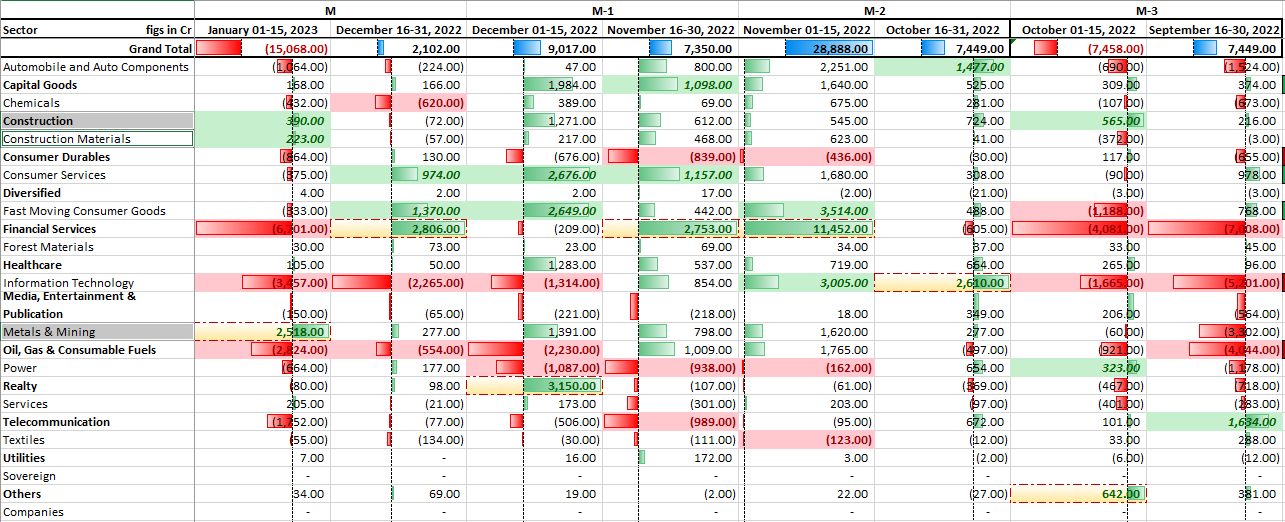 M M-1 M-2 M-3
Sector figs in Cr January 01-15, 2023 December 16-31, 2022 December 01-15, 2022 November 16-30, 2022 November 01-15, 2022 October 16-31, 2022 October 01-15, 2022 September 16-30, 2022
Grand Total (15,068.00) 2,102.00 9,017.00 7,350.00 28,888.00 7,449.00 (7,458.00) 7,449.00
Automobile and Auto Components (1,064.00) (224.00) 47.00 800.00 2,251.00 1,477.00 (690.00) (1,524.00)
Capital Goods 168.00 166.00 1,984.00 1,098.00 1,640.00 525.00 309.00 374.00
Chemicals (432.00) (620.00) 389.00 69.00 675.00 281.00 (107.00) (673.00)
Construction 390.00 (72.00) 1,271.00 612.00 545.00 724.00 565.00 216.00
Construction Materials 223.00 (57.00) 217.00 468.00 623.00 41.00 (372.00) (3.00)
Consumer Durables (864.00) 130.00 (676.00) (839.00) (436.00) (30.00) 117.00 (655.00)
Consumer Services (375.00) 974.00 2,676.00 1,157.00 1,680.00 308.00 (90.00) 978.00
Diversified 4.00 2.00 2.00 17.00 (2.00) (21.00) (3.00) (3.00)
Fast Moving Consumer Goods (333.00) 1,370.00 2,649.00 442.00 3,514.00 488.00 (1,188.00) 768.00
Financial Services (6,701.00) 2,806.00 (209.00) 2,753.00 11,452.00 (605.00) (4,081.00) (7,008.00)
Forest Materials 30.00 73.00 23.00 69.00 34.00 37.00 33.00 45.00
Healthcare 105.00 50.00 1,283.00 537.00 719.00 664.00 265.00 96.00
Information Technology (3,457.00) (2,265.00) (1,314.00) 854.00 3,005.00 2,610.00 (1,665.00) (5,201.00)
Media, Entertainment &
Publication (150.00) (65.00) (221.00) (218.00) 18.00 349.00 206.00 (564.00)
Metals & Mining 2,518.00 277.00 1,391.00 798.00 1,620.00 277.00 (60.00) (3,302.00)
Oil, Gas & Consumable Fuels (2,824.00) (554.00) (2,230.00) 1,009.00 1,765.00 (497.00) (921.00) (4,044.00)
Power (664.00) 177.00 (1,087.00) (938.00) (162.00) 654.00 323.00 (1,178.00)
Realty (80.00) 98.00 3,150.00 (107.00) (61.00) (369.00) (467.00) (718.00)
Services 205.00 (21.00) 173.00 (301.00) 203.00 (97.00) (401.00) (233.00)
Telecommunication (1,752.00) (77.00) (506.00) (989.00) (95.00) 672.00 101.00 1,634.00
Textiles (55.00) (134.00) (30.00) (111.00) (123.00) (12.00) 33.00 288.00
Utilities 7.00 - 16.00 172.00 3.00 (2.00) (6.00) (12.00)
Sovereign - - - - - - - -
Others 34.00 69.00 19.00 (2.00) 22.00 (27.00) 642.00 381.00
Companies - - - - - - - -